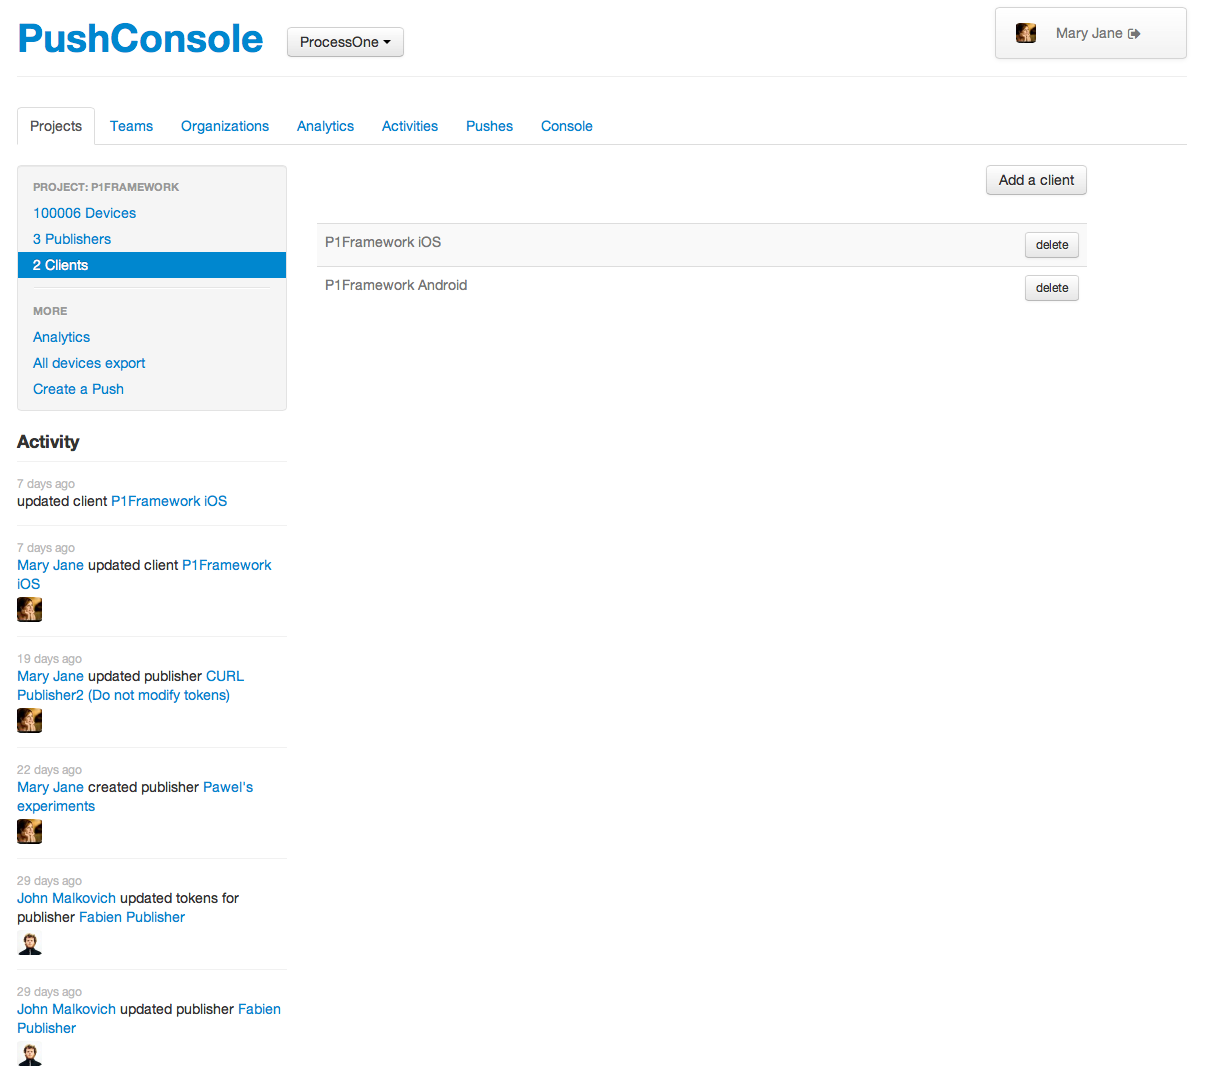 PushConsole
ProcessOne
Mary Jane
Projects Teams Organizations Analytics Activities Pushes Console
PROJECT: P1FRAMEWORK
100006 Devices
3 Publishers
2 Clients
MORE
Analytics
All devices export
Create a Push
Add a client
P1Framework iOS delete
P1Framework Android delete
Activity
7 days ago
updated client P1Framework iOS
7 days ago
Mary Jane updated client P1Framework
iOS
19 days ago
Mary Jane updated publisher CURL
Publisher2 (Do not modify tokens)
22 days ago
Mary Jane created publisher Pawel's
experiments
29 days ago
John Malkovich updated tokens for
publisher Fabien Publisher
29 days ago
John Malkovich updated publisher Fabien
Publisher